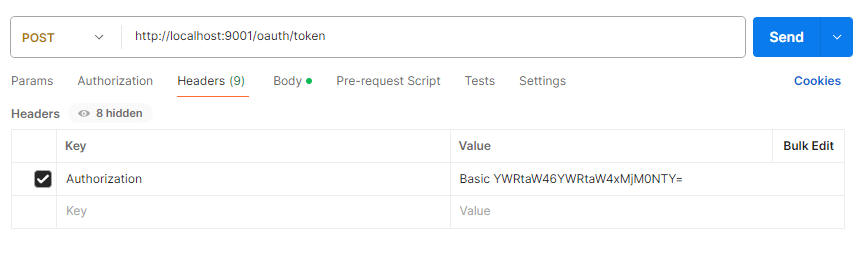 POST http://localhost:9001/oauth/token Send
Params Authorization Headers (9) Body Pre-request Script Tests Settings Cookies
Headers 8 hidden
Key Value Bulk Edit
Authorization Basic YWRtaW46YWRtaW4xMjM0NTY=
Key Value